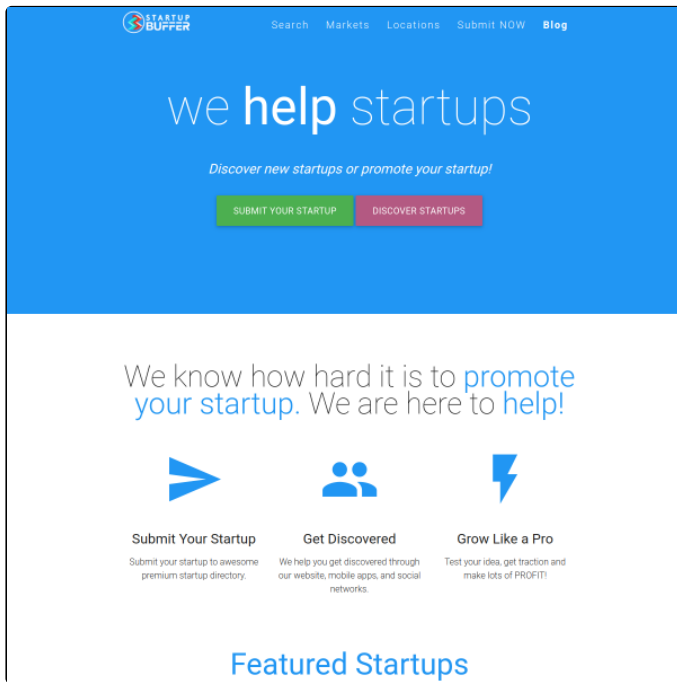 STARTUP
BUFFER
Search Markets Locations Submit NOW Blog
we help startups
Discover new startups or promote your startup!
SUBMIT YOUR STARTUP DISCOVER STARTUPS
We know how hard it is to promote
your startup. We are here to help!
Submit Your Startup
Submit your startup to awesome
premium startup directory.
Get Discovered
We help you get discovered through
our website, mobile apps, and social
networks.
Grow Like a Pro
Test your idea, get traction and
make lots of PROFIT!
Featured Startups